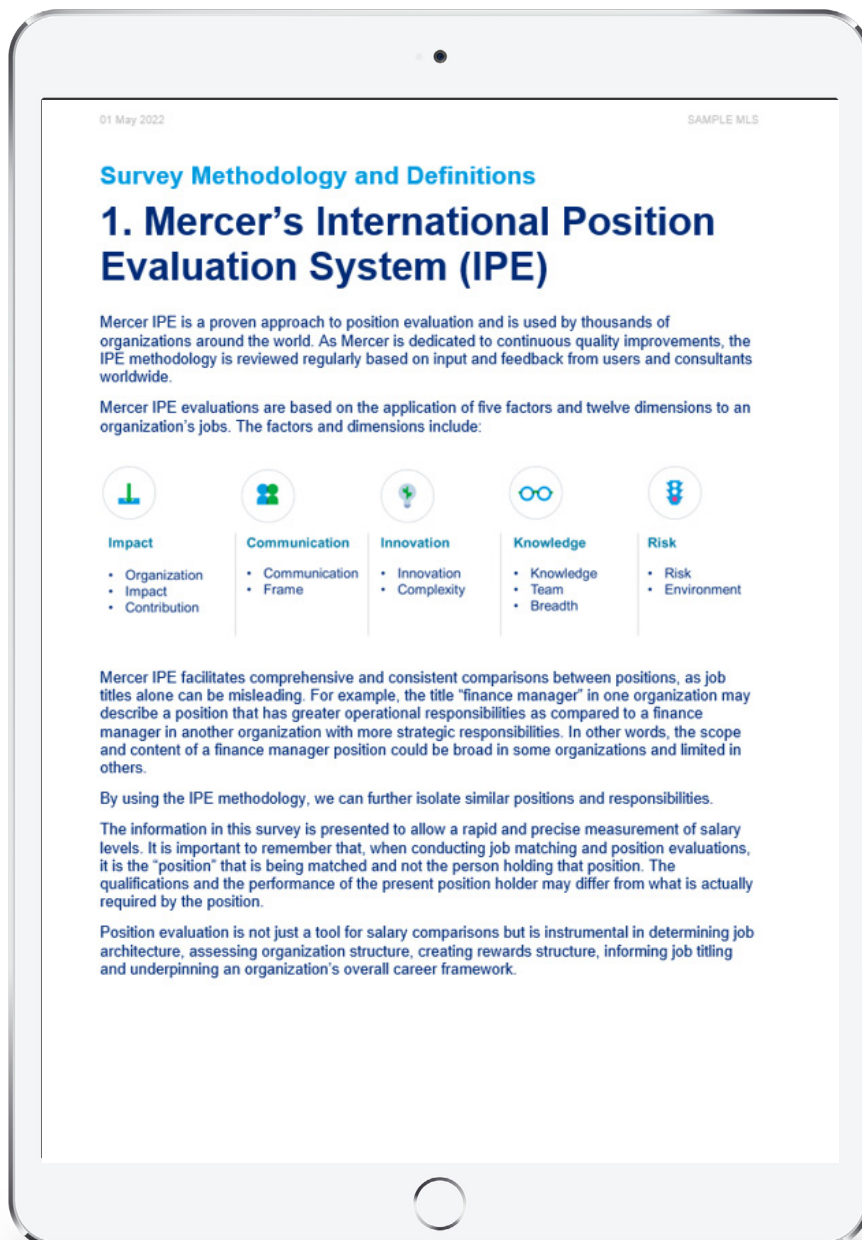 01 May 2022
SAMPLE MLS
Survey Methodology and Definitions
1. Mercer’s International Position
Evaluation System (IPE)
Mercer IPE is a proven approach to position evaluation and is used by thousands of
organizations around the world. As Mercer is dedicated to continuous quality improvements, the
IPE methodology is reviewed regularly based on input and feedback from users and consultants
worldwide.
Mercer IPE evaluations are based on the application of five factors and twelve dimensions to an
organization’s jobs. The factors and dimensions include:
Impact
• Organization
• Impact
• Contribution
Communication
• Communication
• Frame
Innovation
• Innovation
• Complexity
Knowledge
• Knowledge
• Team
• Breadth
Risk
• Risk
• Environment
Mercer IPE facilitates comprehensive and consistent comparisons between positions, as job
titles alone can be misleading. For example, the title “finance manager” in one organization may
describe a position that has greater operational responsibilities as compared to a finance
manager in another organization with more strategic responsibilities. In other words, the scope
and content of a finance manager position could be broad in some organizations and limited in
others.
By using the IPE methodology, we can further isolate similar positions and responsibilities.
The information in this survey is presented to allow a rapid and precise measurement of salary
levels. It is important to remember that, when conducting job matching and position evaluations,
it is the “position” that is being matched and not the person holding that position. The
qualifications and the performance of the present position holder may differ from what is actually
required by the position.
Position evaluation is not just a tool for salary comparisons but is instrumental in determining job
architecture, assessing organization structure, creating rewards structure, informing job titling
and underpinning an organization’s overall career framework.